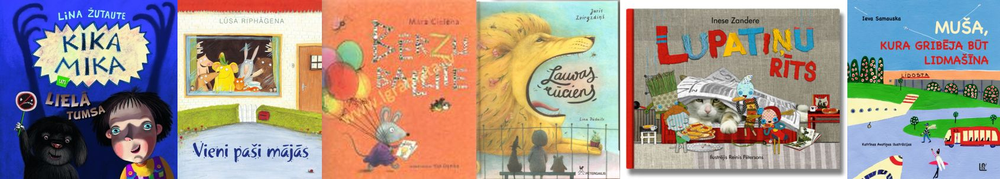 LINA ŽUTAUTE
KIKA
MIKA
un
LIELĀ
TUMSA
LŪSA RIPHĀGENA
Vieni paši mājās
Māra Cielēna
BĒRZU
Juris
Zvirgzdiņš
Lauvas
rūciens
Lina Dūdaite
PETERGAILIS
Inese Zandere
LUPATIŅU
RĪTS
Ilustrējis Reinis Pētersons
Ieva Samauska
MUŠA,
KURA GRIBĒJA BŪT
LIDMAŠĪNA
LIDOSTA
Katrīnas Avotiņas ilustrācijas